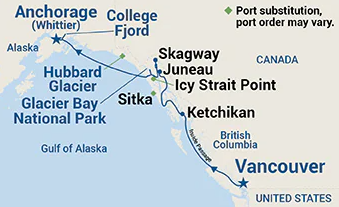 Anchorage
(Whittier)
College
Fjord
Port substitution,
port order may vary.
Alaska
Skagway
Juneau
CANADA
Hubbard
Glacier
Icy Strait Point
Glacier Bay
National Park
Sitka
Ketchikan
Gulf of Alaska
Inside Passage
British
Columbia
Vancouver
UNITED STATES